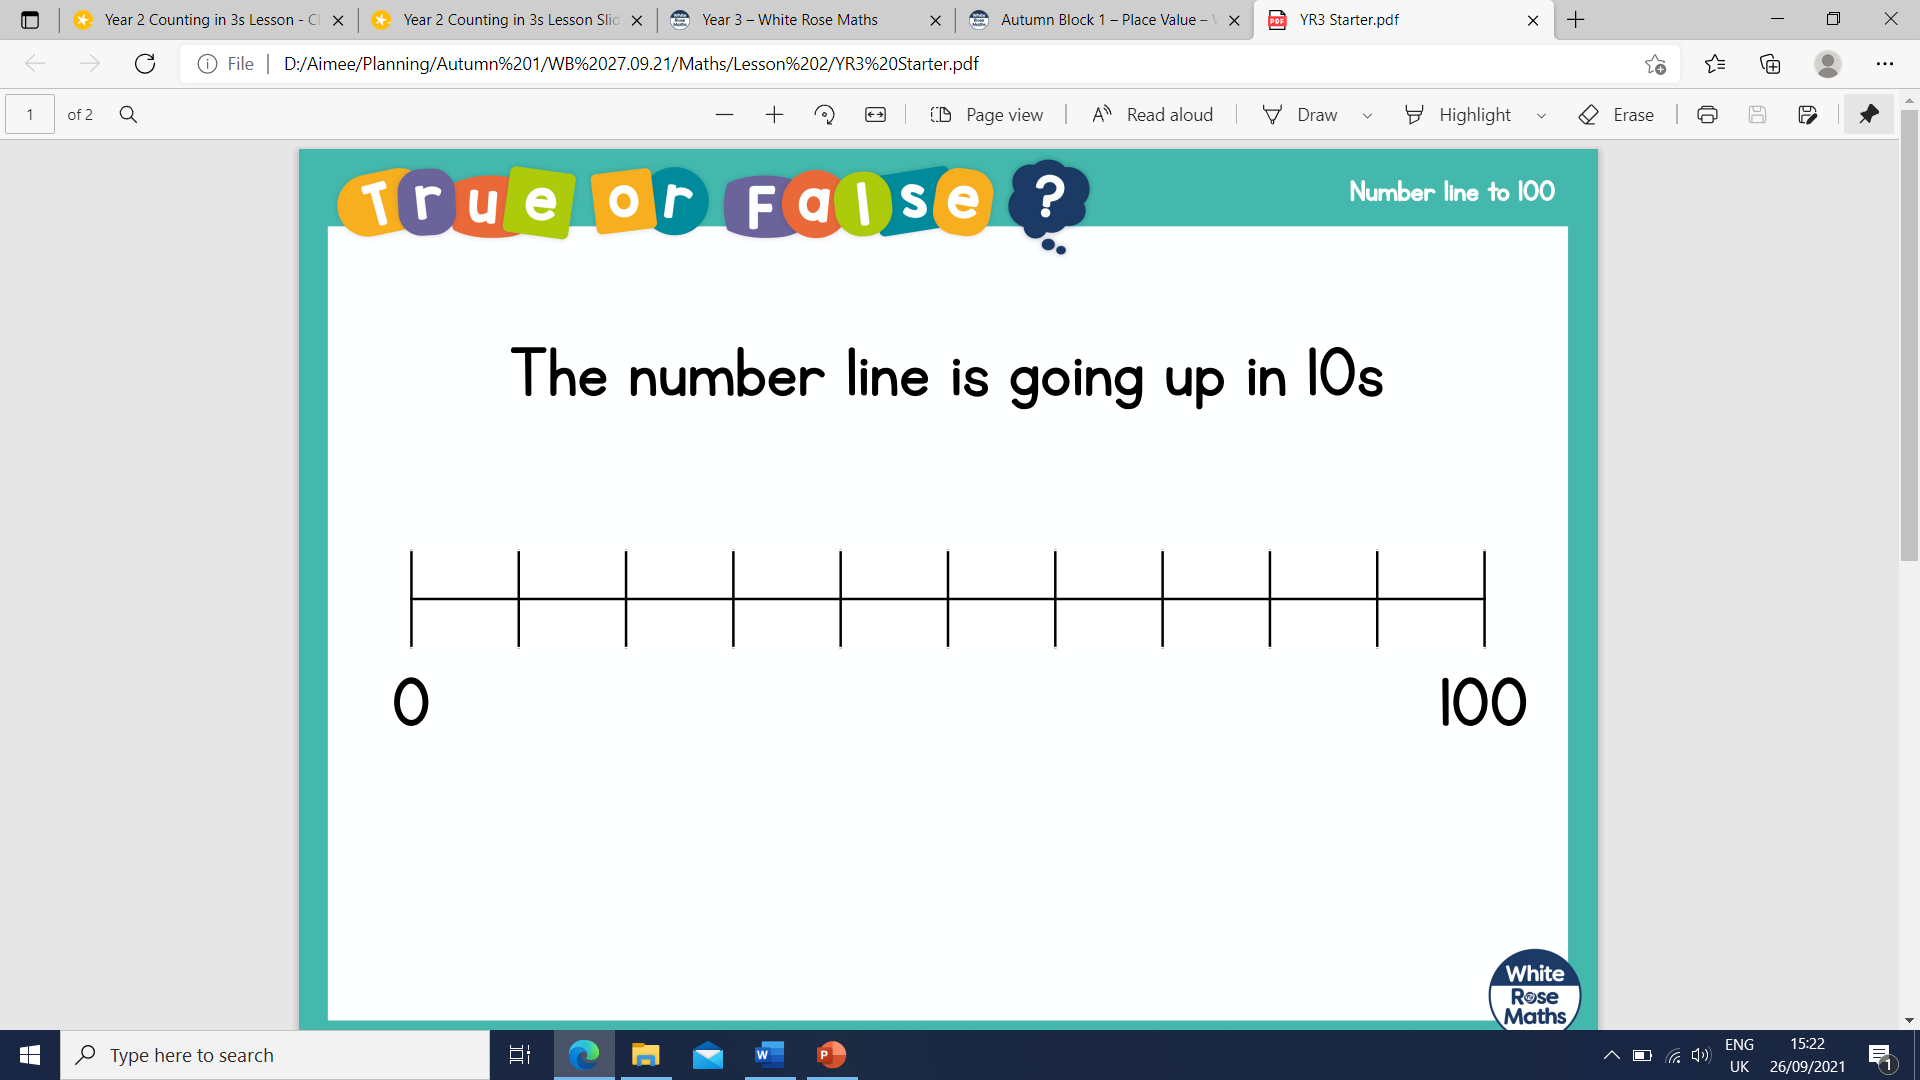 Year 2 Counting in 3s Lesson - Cl
Year 2 Counting in 3s Lesson Slid
Year 3 – White Rose Maths
Autumn Block 1 – Place Value – W
YR3 Starter.pdf
File
D:/Aimee/Planning/Autumn%201/WB%2027.09.21/Maths/Lesson%202/YR3%20Starter.pdf
1 of 2
Page view
Read aloud
Draw
Highlight
Erase
True or False ?
Number line to 100
The number line is going up in 10s
0
100
White
Rose
Maths
Type here to search
ENG
UK
15:22
26/09/2021
1